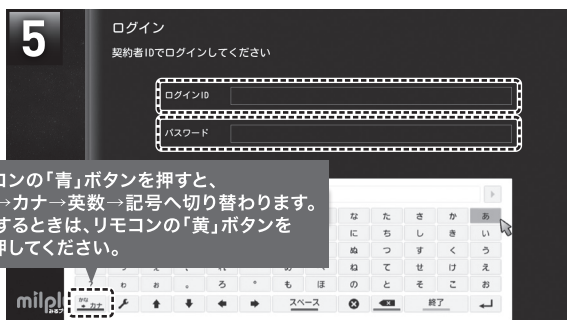 5
ログイン
契約者IDでログインしてください
ログインID
パスワード
コンの「青」ボタンを押すと、
→カナ→英数→記号へ切り替わります。
するときは、リモコンの「黄」ボタンを
押してください。
な た さ か あ
に ち し き い
ぬ つ す く う
ね て せ け え
ろ ° も ほ の と そ こ お
かな
カナ
スペース
終了
milpl
みるプ